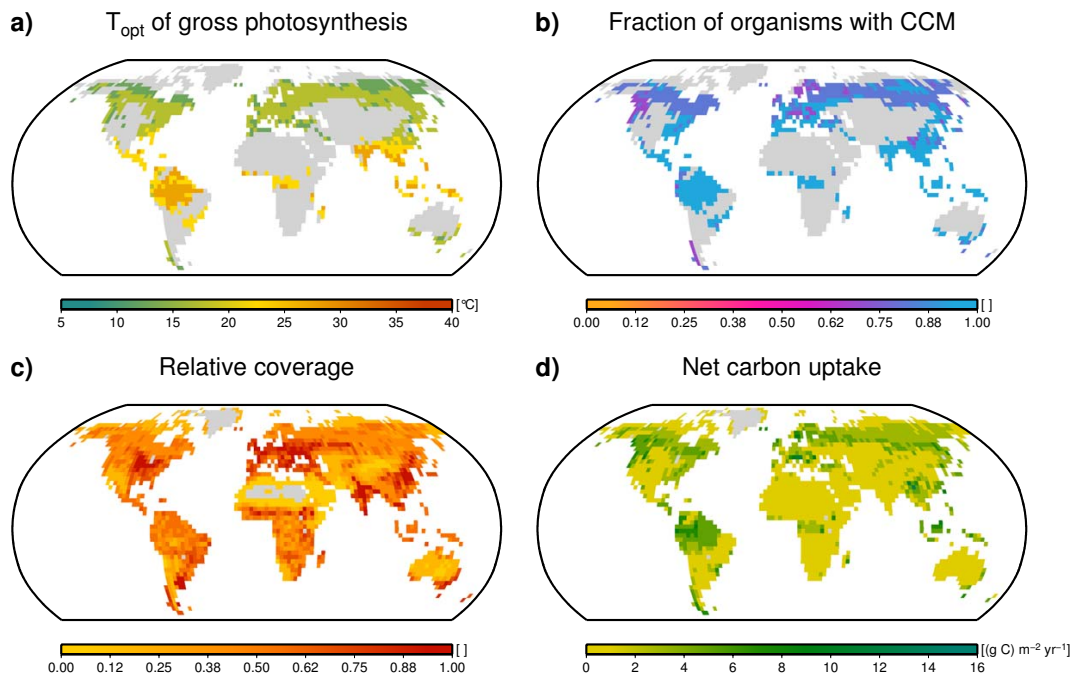 a) T_opt of gross photosynthesis
b) Fraction of organisms with CCM
[°C]
5 10 15 20 25 30 35 40
[ ]
0.00 0.12 0.25 0.38 0.50 0.62 0.75 0.88 1.00
c) Relative coverage
d) Net carbon uptake
[ ]
0.00 0.12 0.25 0.38 0.50 0.62 0.75 0.88 1.00
[(g C) m⁻² yr⁻¹]
0 2 4 6 8 10 12 14 16